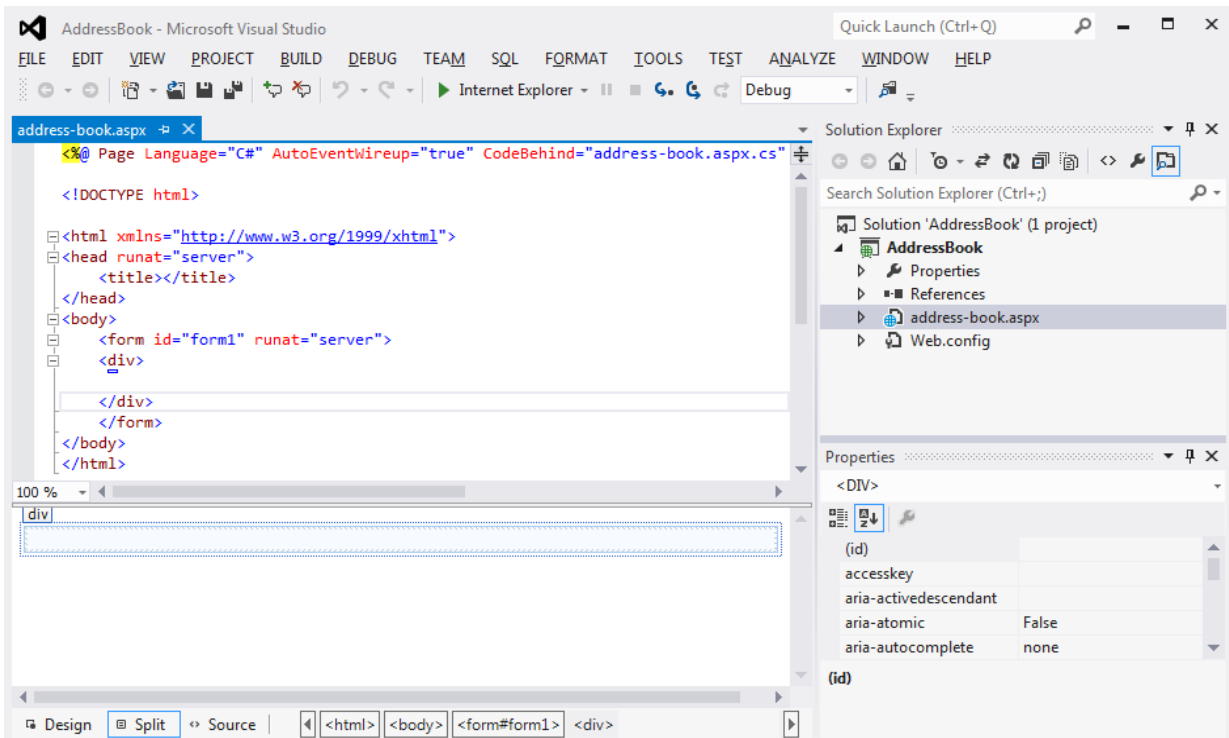 AddressBook - Microsoft Visual Studio
Quick Launch (Ctrl+Q)
FILE EDIT VIEW PROJECT BUILD DEBUG TEAM SQL FORMAT TOOLS TEST ANALYZE WINDOW HELP
Internet Explorer
Debug
address-book.aspx
<%@ Page Language="C#" AutoEventWireup="true" CodeBehind="address-book.aspx.cs"
<!DOCTYPE html>
<html xmlns="http://www.w3.org/1999/xhtml">
<head runat="server">
<title></title>
</head>
<body>
<form id="form1" runat="server">
<div>
</div>
</form>
</body>
</html>
100 %
div
Design Split Source <html> <body> <form#form1> <div>
Solution Explorer
Search Solution Explorer (Ctrl+;)
Solution 'AddressBook' (1 project)
AddressBook
Properties
References
address-book.aspx
Web.config
Properties
<DIV>
(id)
accesskey
aria-activedescendant
aria-atomic False
aria-autocomplete none
(id)